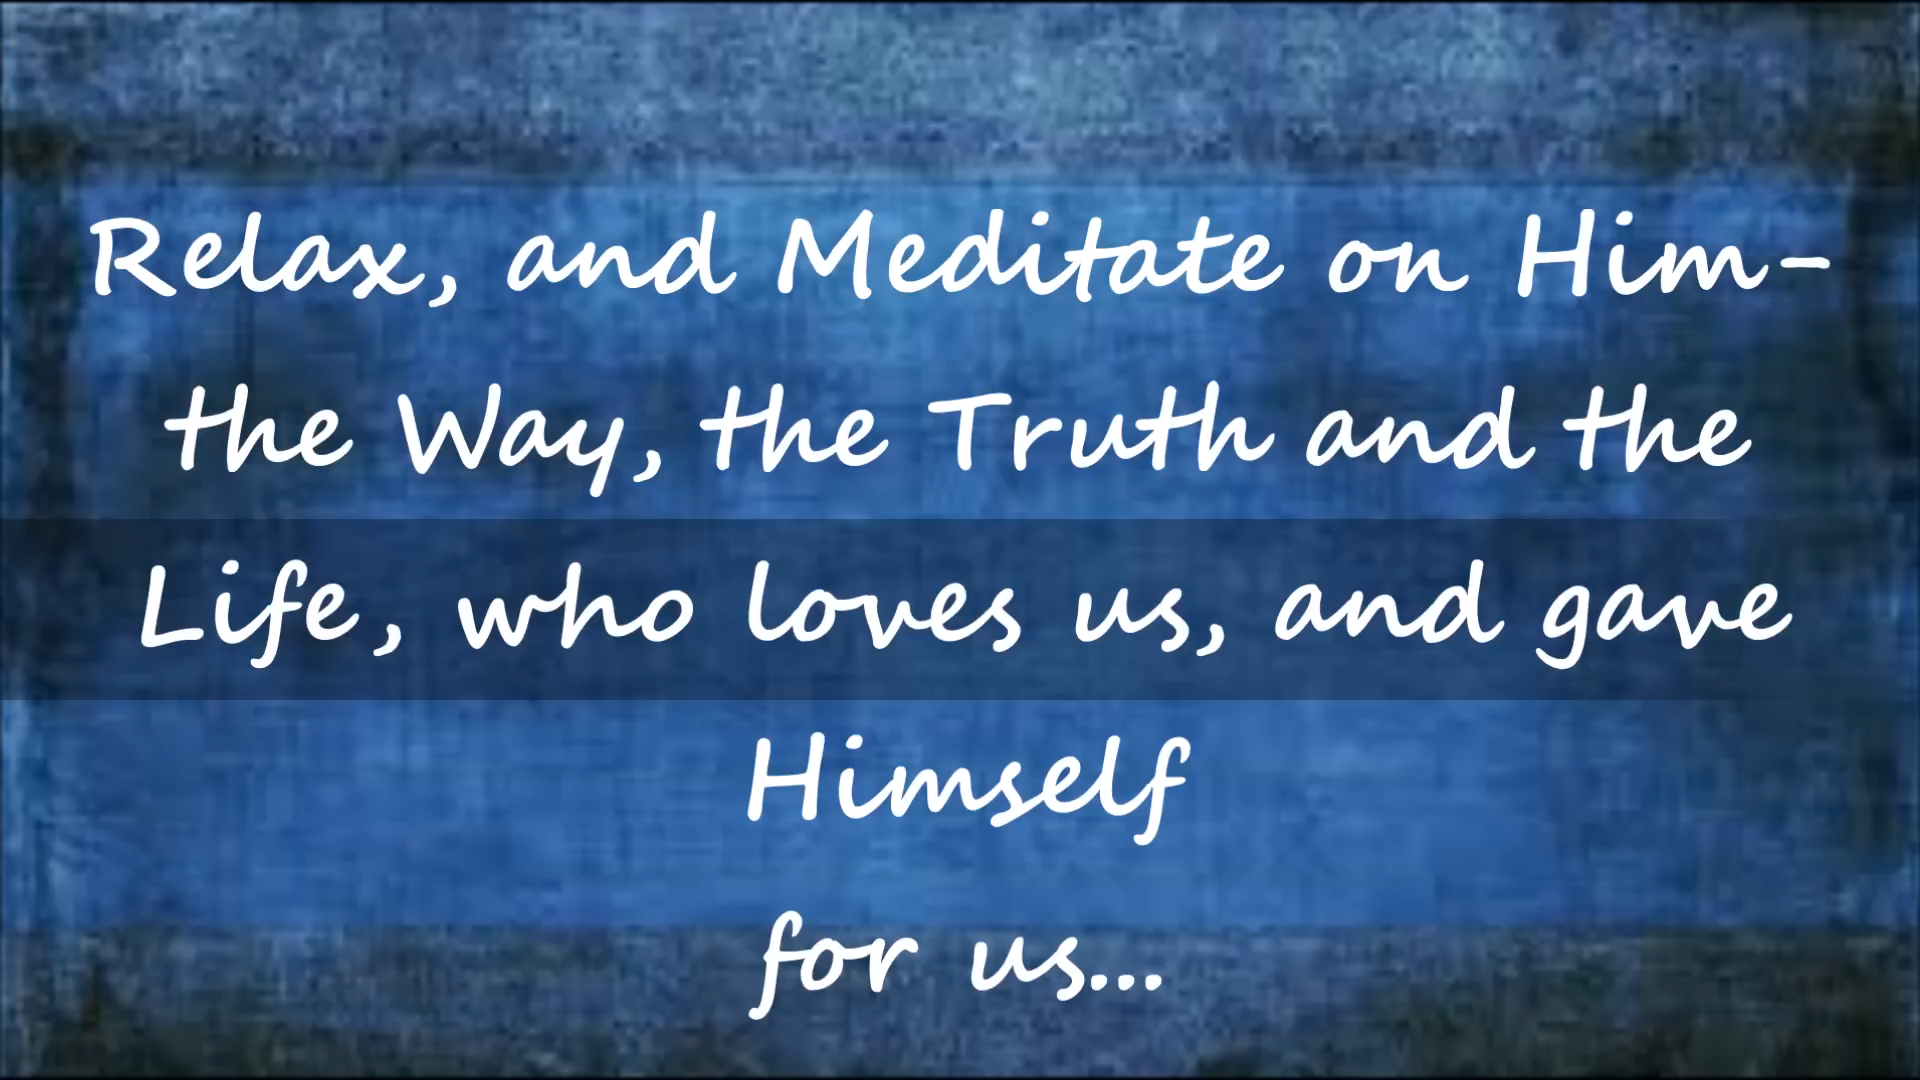 Relax, and Meditate on Him-
the Way, the Truth and the
Life, who loves us, and gave
Himself
for us...